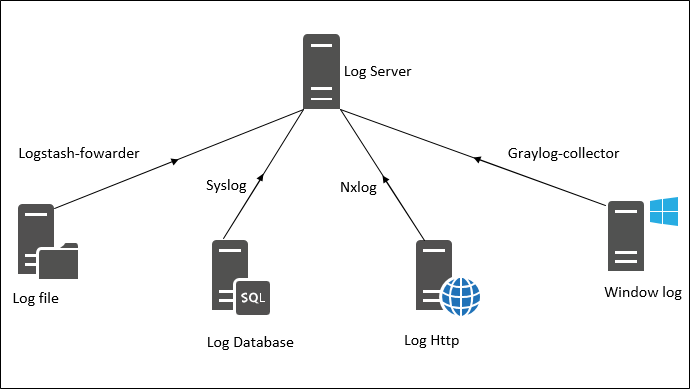 Log Server
Logstash-fowarder
Graylog-collector
Syslog
Nxlog
SQL
Log file
Window log
Log Database
Log Http